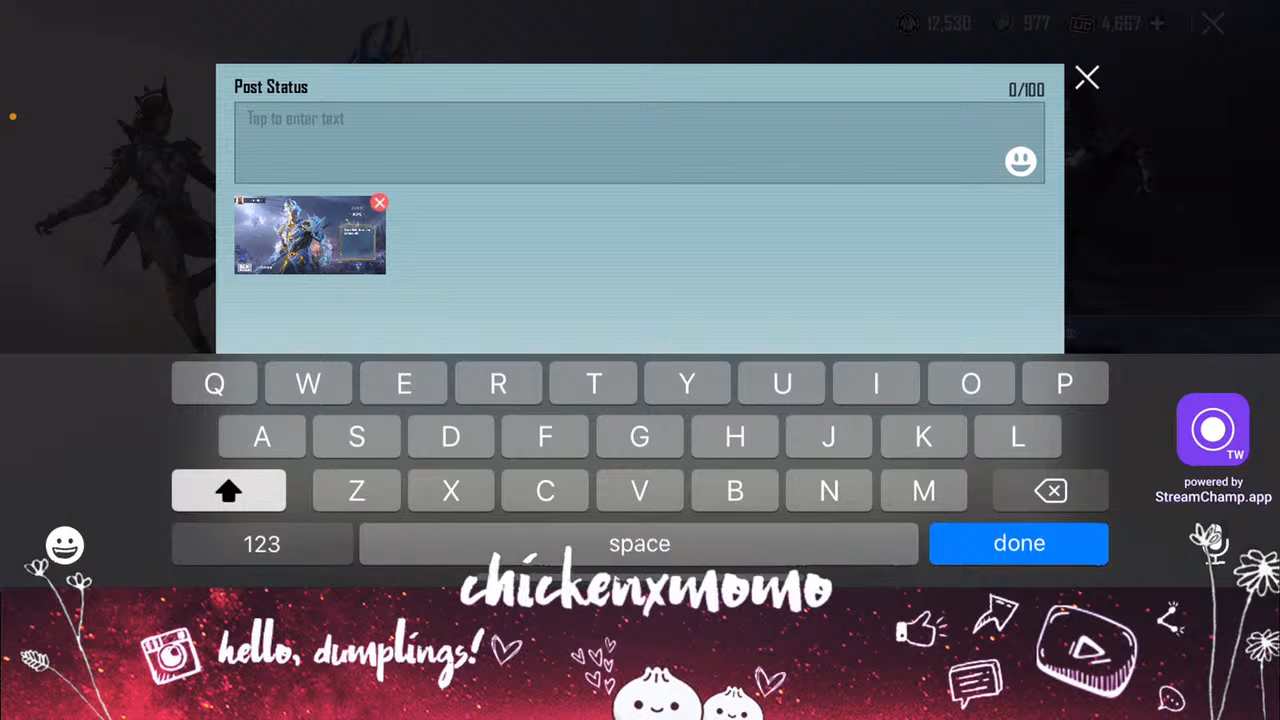 12,530 977 4,667 +
Post Status
0/100
Tap to enter text
Q W E R T Y U I O P
A S D F G H J K L
Z X C V B N M
123 space done
TW
powered by
StreamChamp.app
chickenxmomo
hello, dumplings!